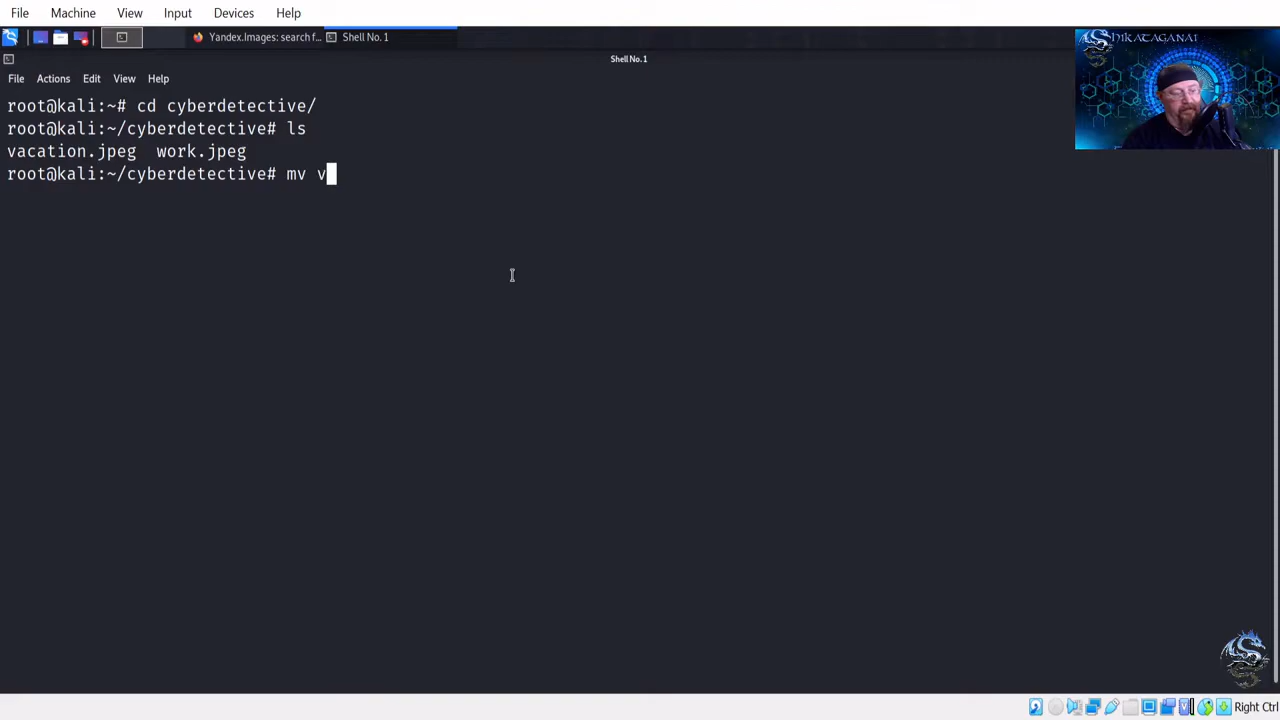 File Machine View Input Devices Help
Yandex.Images: search f... Shell No. 1
Shell No. 1
File Actions Edit View Help
root@kali:~# cd cyberdetective/
root@kali:~/cyberdetective# ls
vacation.jpeg work.jpeg
root@kali:~/cyberdetective# mv v
SHIKATAGANAI
Right Ctrl